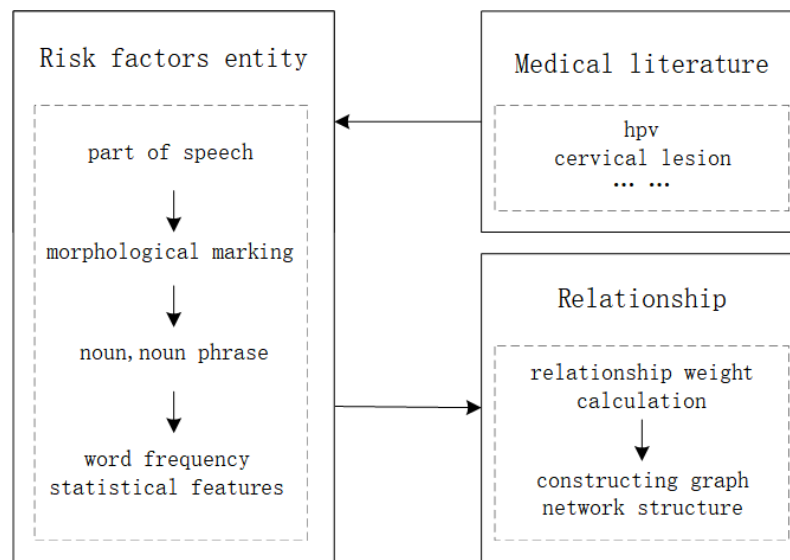 Risk factors entity
part of speech
morphological marking
noun, noun phrase
word frequency
statistical features
Medical literature
hpv
cervical lesion
… …
Relationship
relationship weight
calculation
constructing graph
network structure